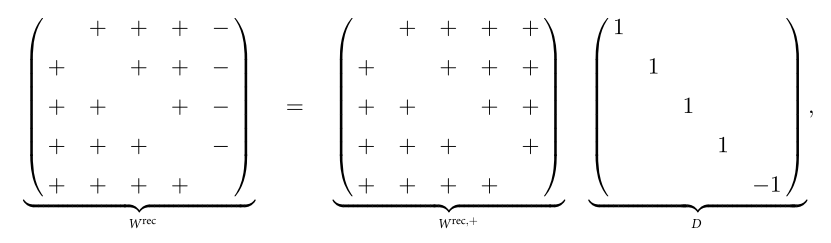 + + + − + + + + 1
+ + + − + + + + 1
+ + + − = + + + + 1 ,
+ + + − + + + + 1
+ + + + + + + + −1
W^rec W^rec,+ D